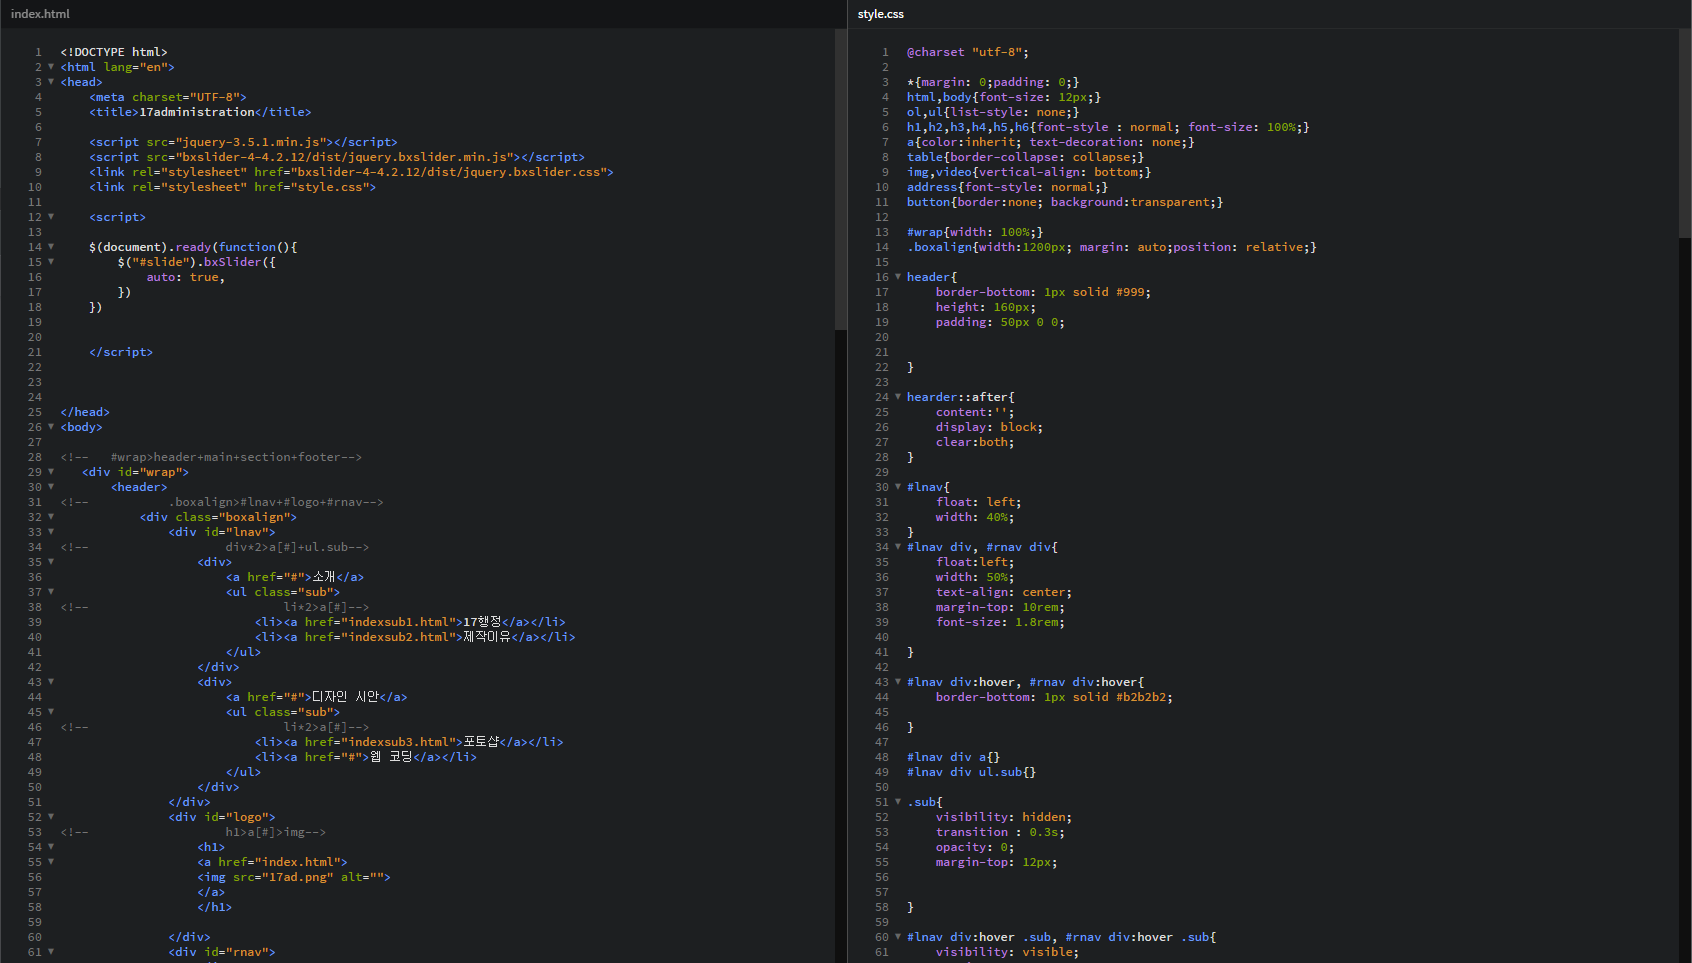 index.html
1 <!DOCTYPE html>
2 <html lang="en">
3 <head>
4     <meta charset="UTF-8">
5     <title>17administration</title>
6
7     <script src="jquery-3.5.1.min.js"></script>
8     <script src="bxslider-4-4.2.12/dist/jquery.bxslider.min.js"></script>
9     <link rel="stylesheet" href="bxslider-4-4.2.12/dist/jquery.bxslider.css">
10     <link rel="stylesheet" href="style.css">
11
12     <script>
13
14     $(document).ready(function(){
15         $("#slide").bxSlider({
16             auto: true,
17         })
18     })
19
20
21     </script>
22
23
24
25 </head>
26 <body>
27
28 <!--   #wrap>header+main+section+footer-->
29    <div id="wrap">
30        <header>
31 <!--           .boxalign>#lnav+#logo+#rnav-->
32            <div class="boxalign">
33                <div id="lnav">
34 <!--                   div*2>a[#]+ul.sub-->
35                    <div>
36                        <a href="#">소개</a>
37                        <ul class="sub">
38 <!--                           li*2>a[#]-->
39                            <li><a href="indexsub1.html">17행정</a></li>
40                            <li><a href="indexsub2.html">제작이유</a></li>
41                        </ul>
42                    </div>
43                    <div>
44                        <a href="#">디자인 시안</a>
45                        <ul class="sub">
46 <!--                           li*2>a[#]-->
47                            <li><a href="indexsub3.html">포토샵</a></li>
48                            <li><a href="#">웹 코딩</a></li>
49                        </ul>
50                    </div>
51                </div>
52                <div id="logo">
53 <!--                   h1>a[#]>img-->
54                    <h1>
55                    <a href="index.html">
56                    <img src="17ad.png" alt="">
57                    </a>
58                    </h1>
59
60                </div>
61                <div id="rnav">
style.css
1 @charset "utf-8";
2
3 *{margin: 0;padding: 0;}
4 html,body{font-size: 12px;}
5 ol,ul{list-style: none;}
6 h1,h2,h3,h4,h5,h6{font-style : normal; font-size: 100%;}
7 a{color:inherit; text-decoration: none;}
8 table{border-collapse: collapse;}
9 img,video{vertical-align: bottom;}
10 address{font-style: normal;}
11 button{border:none; background:transparent;}
12
13 #wrap{width: 100%;}
14 .boxalign{width:1200px; margin: auto;position: relative;}
15
16 header{
17     border-bottom: 1px solid #999;
18     height: 160px;
19     padding: 50px 0 0;
20
21
22 }
23
24 hearder::after{
25     content:'';
26     display: block;
27     clear:both;
28 }
29
30 #lnav{
31     float: left;
32     width: 40%;
33 }
34 #lnav div, #rnav div{
35     float:left;
36     width: 50%;
37     text-align: center;
38     margin-top: 10rem;
39     font-size: 1.8rem;
40
41 }
42
43 #lnav div:hover, #rnav div:hover{
44     border-bottom: 1px solid #b2b2b2;
45
46 }
47
48 #lnav div a{}
49 #lnav div ul.sub{}
50
51 .sub{
52     visibility: hidden;
53     transition : 0.3s;
54     opacity: 0;
55     margin-top: 12px;
56
57
58 }
59
60 #lnav div:hover .sub, #rnav div:hover .sub{
61     visibility: visible;